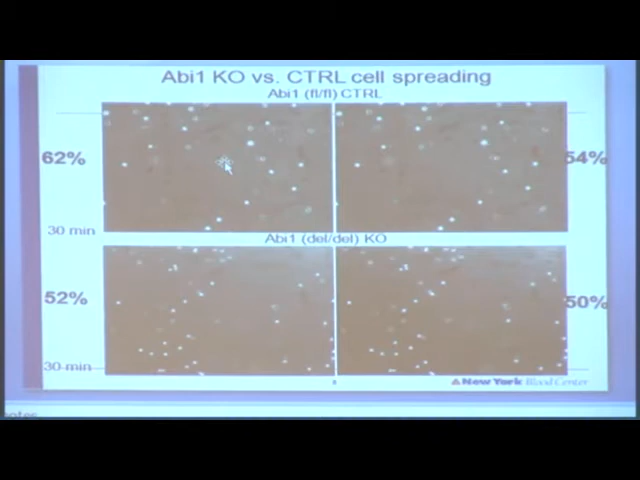 Abi1 KO vs. CTRL cell spreading
Abi1 (fl/fl) CTRL
62%
54%
30 min
Abi1 (del/del) KO
52%
50%
30 min
New York Blood Center